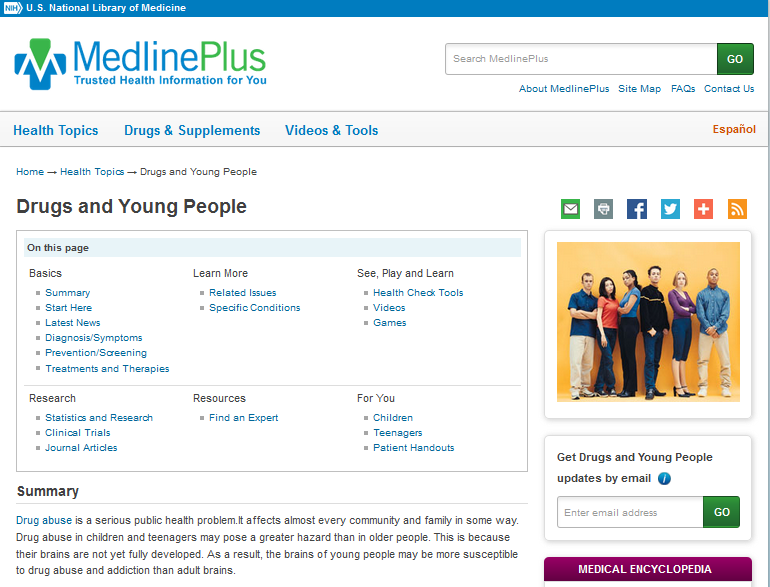 NIH U.S. National Library of Medicine
MedlinePlus
Trusted Health Information for You
Search MedlinePlus
GO
About MedlinePlus Site Map FAQs Contact Us
Health Topics Drugs & Supplements Videos & Tools Español
Home → Health Topics → Drugs and Young People
Drugs and Young People
On this page
Basics
Summary
Start Here
Latest News
Diagnosis/Symptoms
Prevention/Screening
Treatments and Therapies
Learn More
Related Issues
Specific Conditions
See, Play and Learn
Health Check Tools
Videos
Games
Research
Statistics and Research
Clinical Trials
Journal Articles
Resources
Find an Expert
For You
Children
Teenagers
Patient Handouts
Summary
Drug abuse is a serious public health problem.It affects almost every community and family in some way.
Drug abuse in children and teenagers may pose a greater hazard than in older people. This is because
their brains are not yet fully developed. As a result, the brains of young people may be more susceptible
to drug abuse and addiction than adult brains.
Get Drugs and Young People
updates by email i
Enter email address
GO
MEDICAL ENCYCLOPEDIA